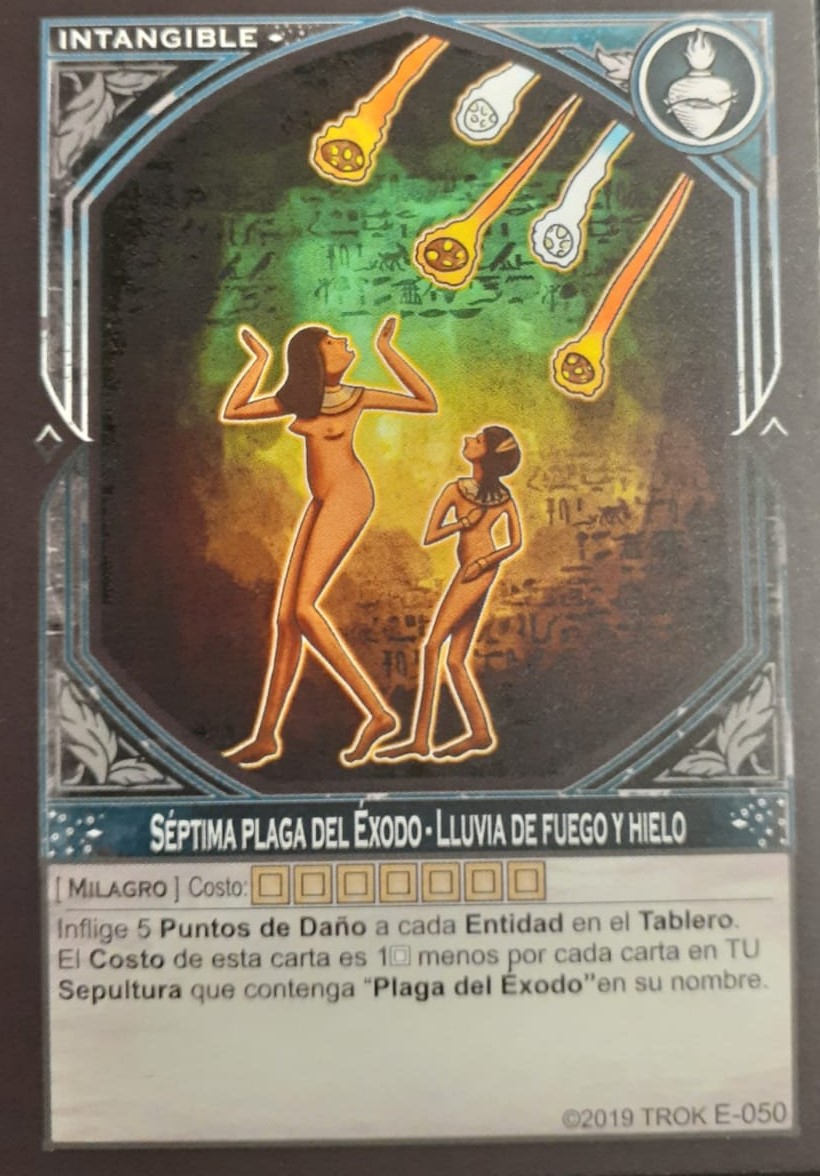 INTANGIBLE
SÉPTIMA PLAGA DEL ÉXODO · LLUVIA DE FUEGO Y HIELO
[ MILAGRO ] Costo:
Inflige 5 Puntos de Daño a cada Entidad en el Tablero.
El Costo de esta carta es 1□ menos por cada carta en TU
Sepultura que contenga “Plaga del Éxodo”en su nombre.
©2019 TROK E-050